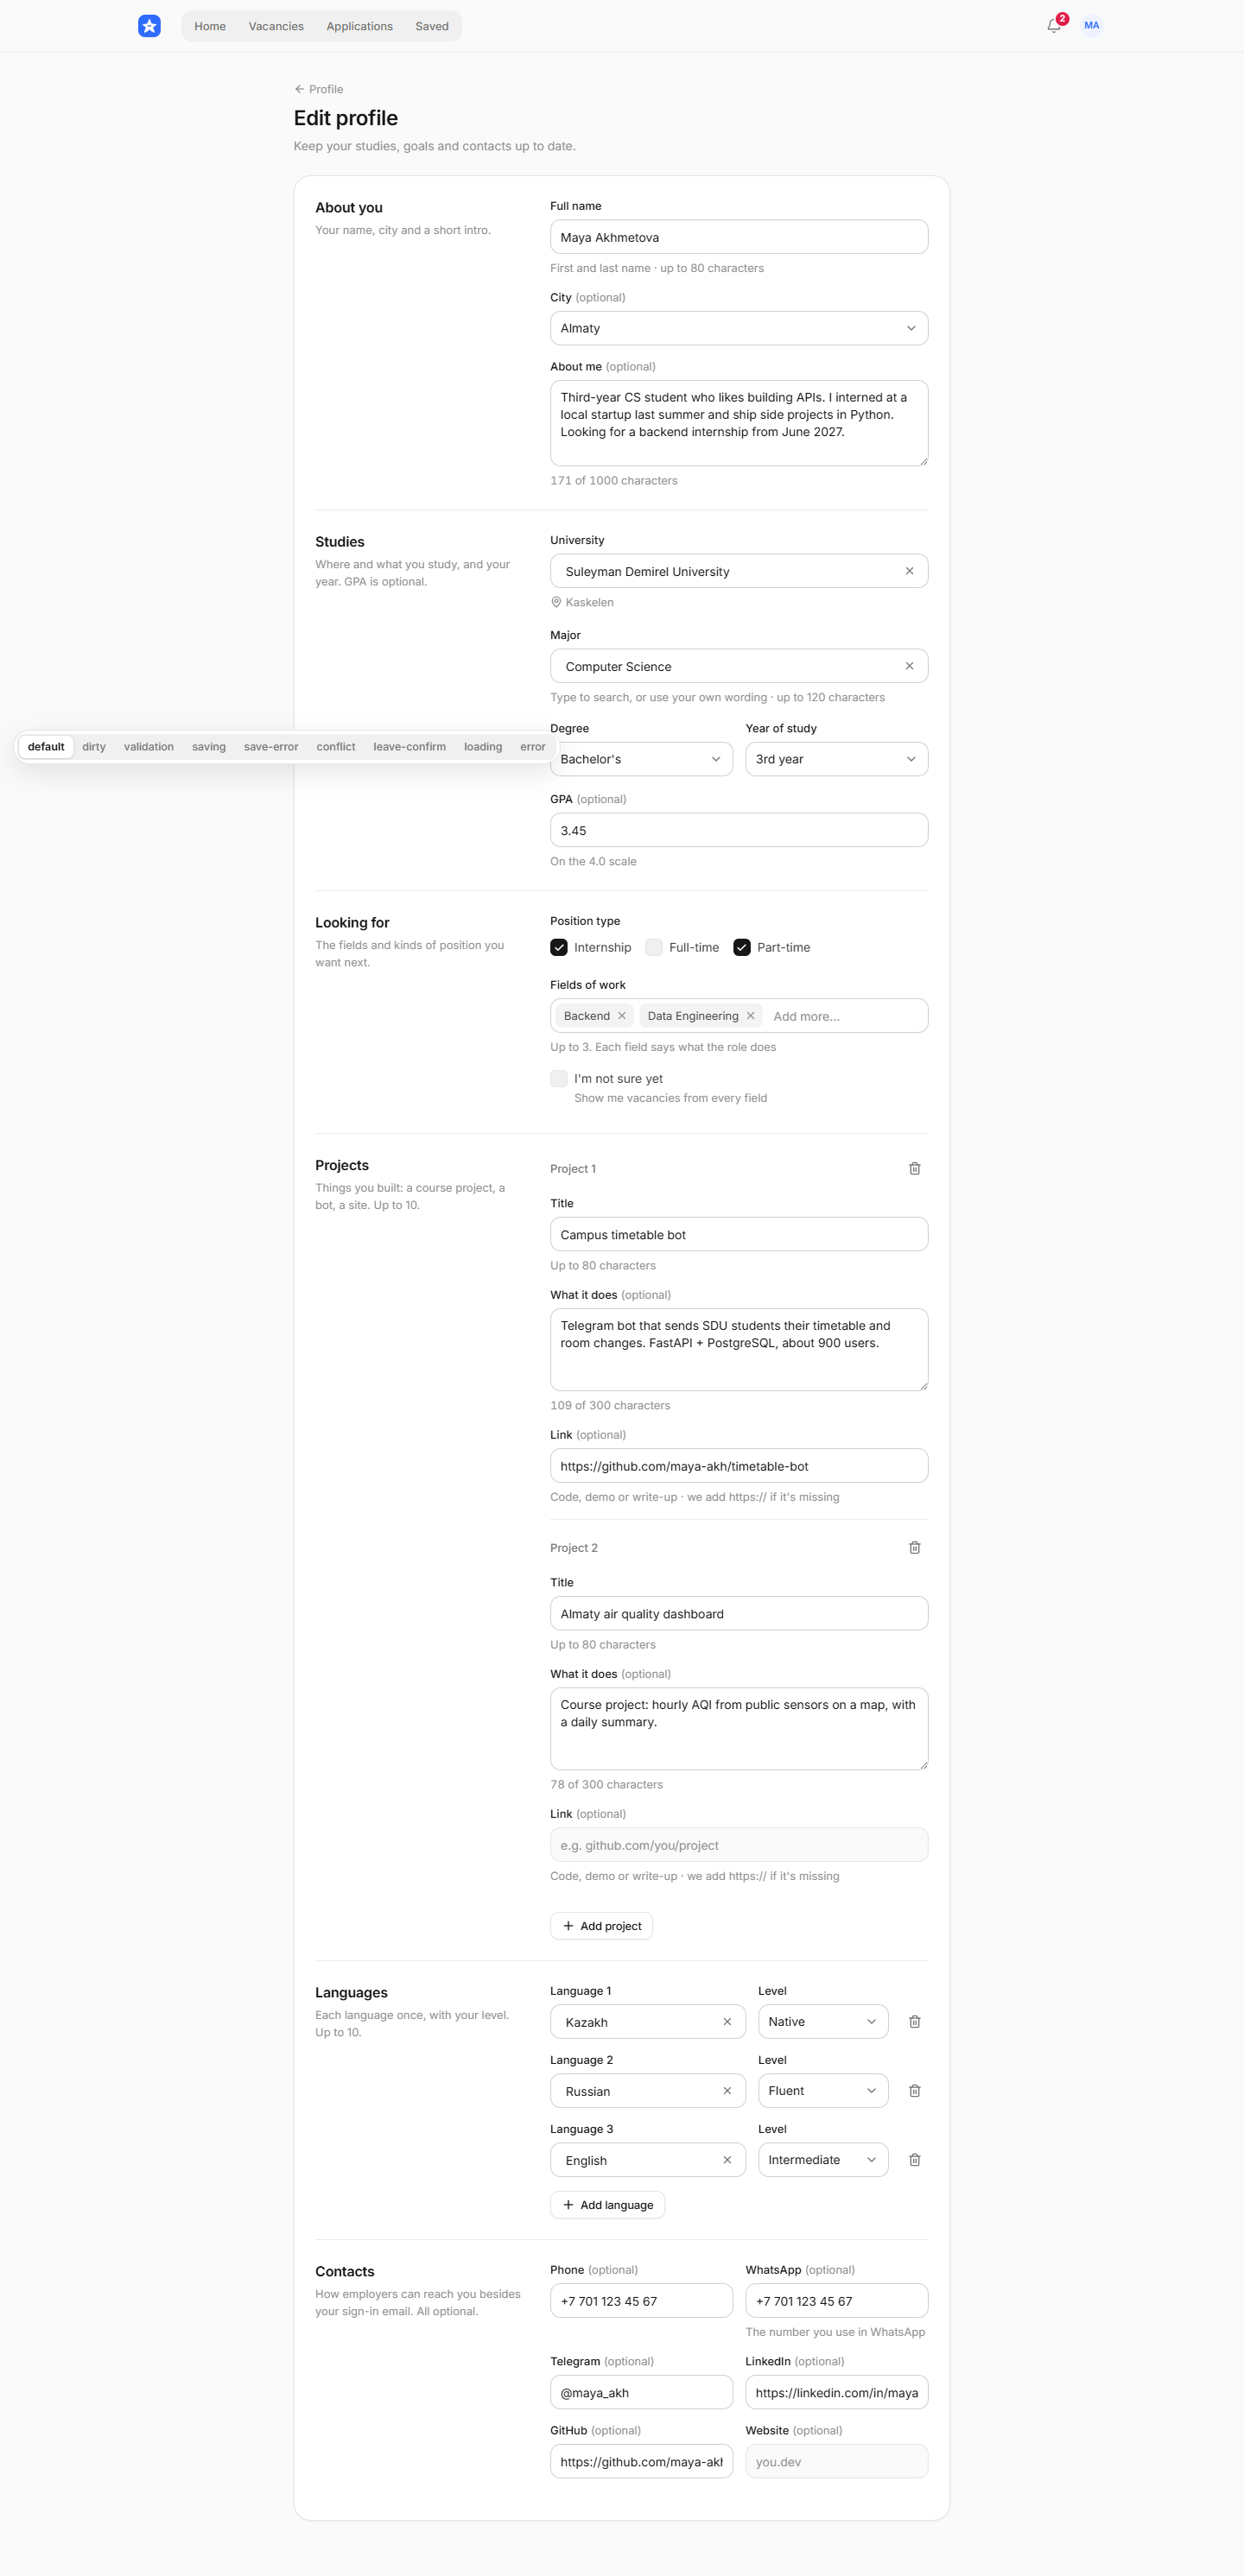 Home Vacancies Applications Saved
2
MA
Profile
Edit profile
Keep your studies, goals and contacts up to date.
About you
Your name, city and a short intro.
Full name
Maya Akhmetova
First and last name · up to 80 characters
City (optional)
Almaty
About me (optional)
Third-year CS student who likes building APIs. I interned at a
local startup last summer and ship side projects in Python.
Looking for a backend internship from June 2027.
171 of 1000 characters
Studies
Where and what you study, and your
year. GPA is optional.
University
Suleyman Demirel University
Kaskelen
Major
Computer Science
Type to search, or use your own wording · up to 120 characters
default dirty validation saving save-error conflict leave-confirm loading error
Degree
Bachelor's
Year of study
3rd year
GPA (optional)
3.45
On the 4.0 scale
Looking for
The fields and kinds of position you
want next.
Position type
Internship Full-time Part-time
Fields of work
Backend Data Engineering Add more...
Up to 3. Each field says what the role does
I'm not sure yet
Show me vacancies from every field
Projects
Things you built: a course project, a
bot, a site. Up to 10.
Project 1
Title
Campus timetable bot
Up to 80 characters
What it does (optional)
Telegram bot that sends SDU students their timetable and
room changes. FastAPI + PostgreSQL, about 900 users.
109 of 300 characters
Link (optional)
https://github.com/maya-akh/timetable-bot
Code, demo or write-up · we add https:// if it's missing
Project 2
Title
Almaty air quality dashboard
Up to 80 characters
What it does (optional)
Course project: hourly AQI from public sensors on a map, with
a daily summary.
78 of 300 characters
Link (optional)
e.g. github.com/you/project
Code, demo or write-up · we add https:// if it's missing
Add project
Languages
Each language once, with your level.
Up to 10.
Language 1 Level
Kazakh Native
Language 2 Level
Russian Fluent
Language 3 Level
English Intermediate
Add language
Contacts
How employers can reach you besides
your sign-in email. All optional.
Phone (optional)
+7 701 123 45 67
WhatsApp (optional)
+7 701 123 45 67
The number you use in WhatsApp
Telegram (optional)
@maya_akh
LinkedIn (optional)
https://linkedin.com/in/maya
GitHub (optional)
https://github.com/maya-akh
Website (optional)
you.dev